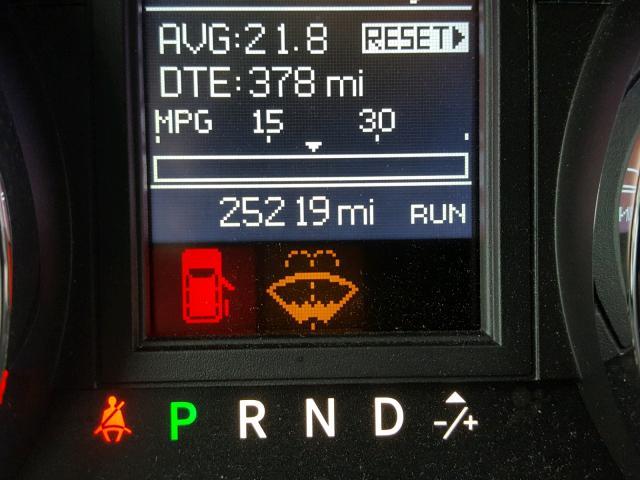 AVG:21.8 RESET
DTE:378 mi
MPG 15 30
25219 mi RUN
P R N D -/+